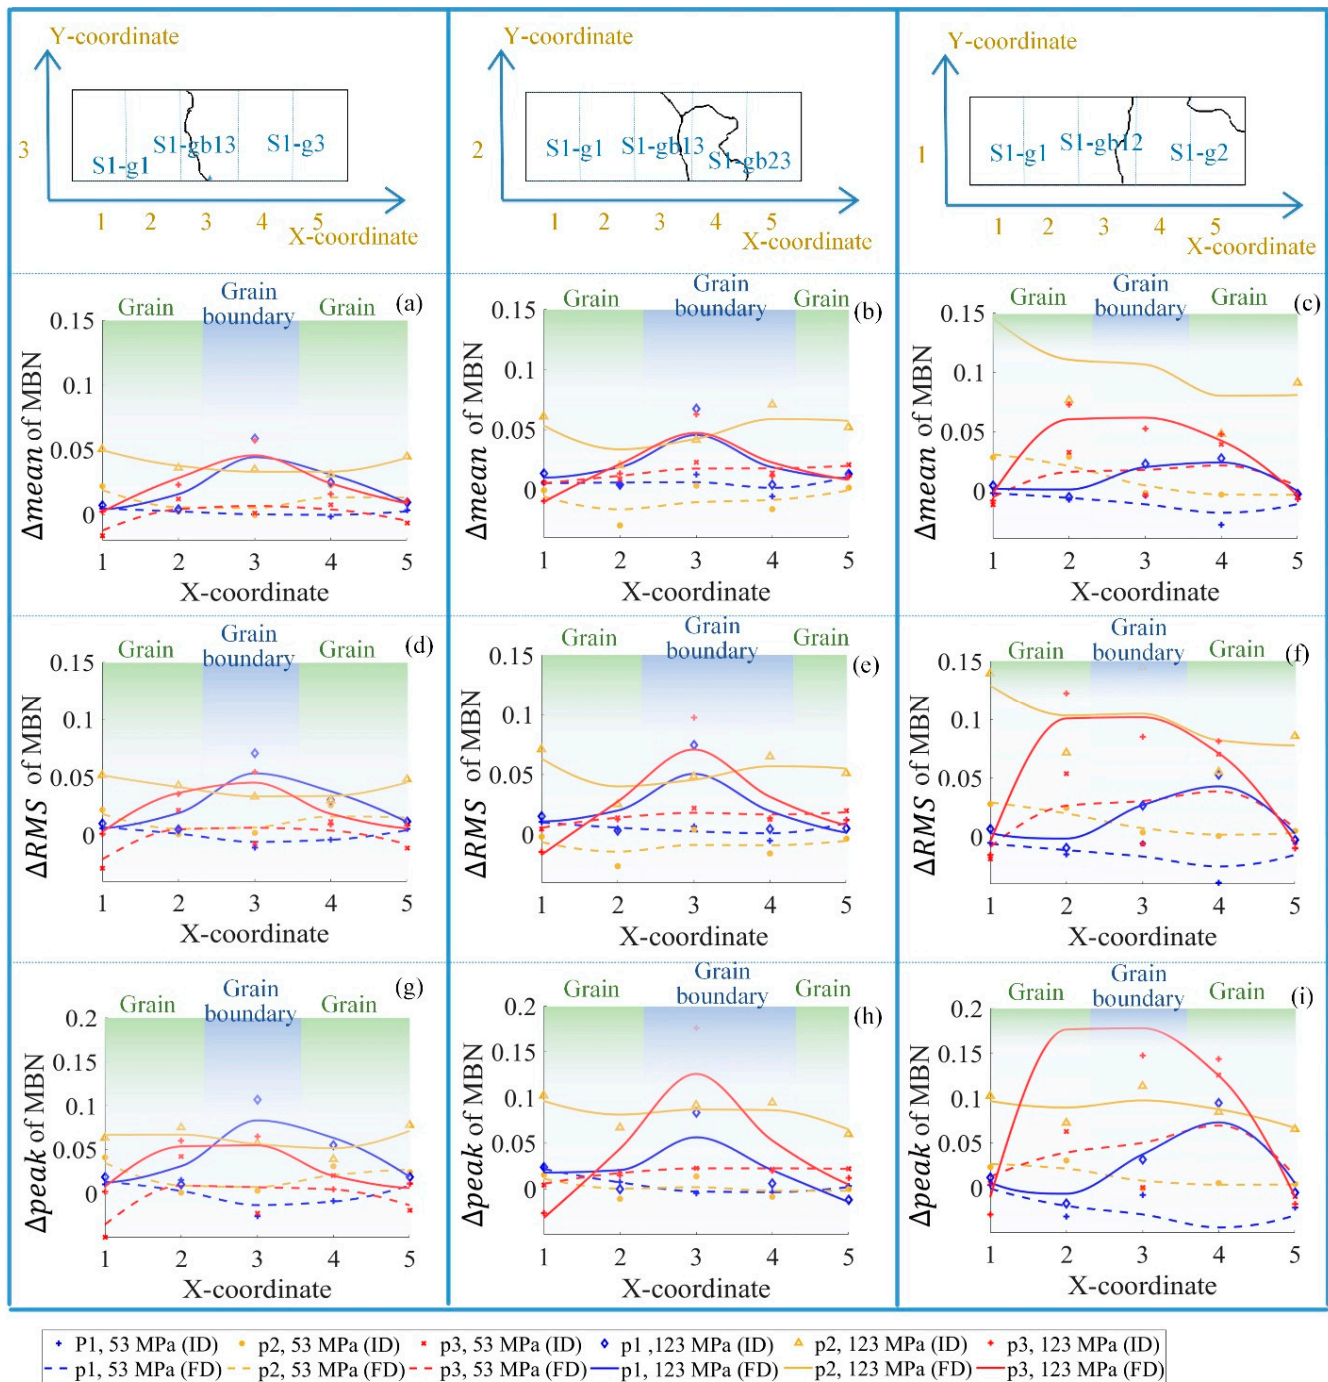 Y-coordinate
3
S1-g1
S1-gb13
S1-g3
1 2 3 4 5
X-coordinate
Y-coordinate
2
S1-g1
S1-gb13
S1-gb23
1 2 3 4 5
X-coordinate
Y-coordinate
1
S1-g1
S1-gb12
S1-g2
1 2 3 4 5
X-coordinate
Grain
Grain boundary
Grain
(a)
Δmean of MBN
0.15
0.1
0.05
0
1 2 3 4 5
X-coordinate
Grain
Grain boundary
Grain
(b)
Δmean of MBN
0.15
0.1
0.05
0
1 2 3 4 5
X-coordinate
Grain
Grain boundary
Grain
(c)
Δmean of MBN
0.15
0.1
0.05
0
1 2 3 4 5
X-coordinate
Grain
Grain boundary
Grain
(d)
ΔRMS of MBN
0.15
0.1
0.05
0
1 2 3 4 5
X-coordinate
Grain
Grain boundary
Grain
(e)
ΔRMS of MBN
0.15
0.1
0.05
0
1 2 3 4 5
X-coordinate
Grain
Grain boundary
Grain
(f)
ΔRMS of MBN
0.15
0.1
0.05
0
1 2 3 4 5
X-coordinate
Grain
Grain boundary
Grain
(g)
Δpeak of MBN
0.2
0.15
0.1
0.05
0
1 2 3 4 5
X-coordinate
Grain
Grain boundary
Grain
(h)
Δpeak of MBN
0.2
0.15
0.1
0.05
0
1 2 3 4 5
X-coordinate
Grain
Grain boundary
Grain
(i)
Δpeak of MBN
0.2
0.15
0.1
0.05
0
1 2 3 4 5
X-coordinate
P1, 53 MPa (ID) p2, 53 MPa (ID) p3, 53 MPa (ID) p1 ,123 MPa (ID) p2, 123 MPa (ID) p3, 123 MPa (ID)
p1, 53 MPa (FD) p2, 53 MPa (FD) p3, 53 MPa (FD) p1, 123 MPa (FD) p2, 123 MPa (FD) p3, 123 MPa (FD)